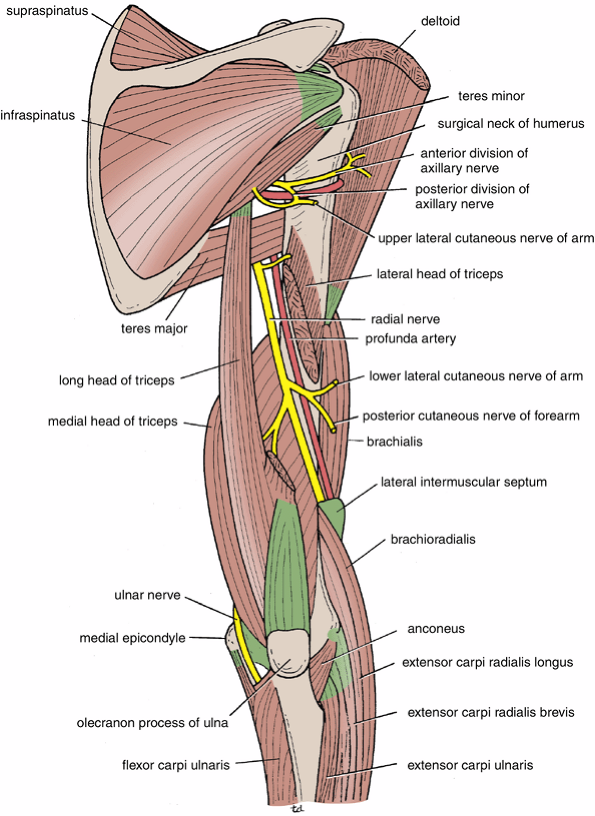 supraspinatus
deltoid
infraspinatus
teres minor
surgical neck of humerus
anterior division of
axillary nerve
posterior division of
axillary nerve
upper lateral cutaneous nerve of arm
lateral head of triceps
teres major
radial nerve
profunda artery
long head of triceps
lower lateral cutaneous nerve of arm
medial head of triceps
posterior cutaneous nerve of forearm
brachialis
lateral intermuscular septum
brachioradialis
ulnar nerve
medial epicondyle
anconeus
extensor carpi radialis longus
olecranon process of ulna
extensor carpi radialis brevis
flexor carpi ulnaris
extensor carpi ulnaris
td